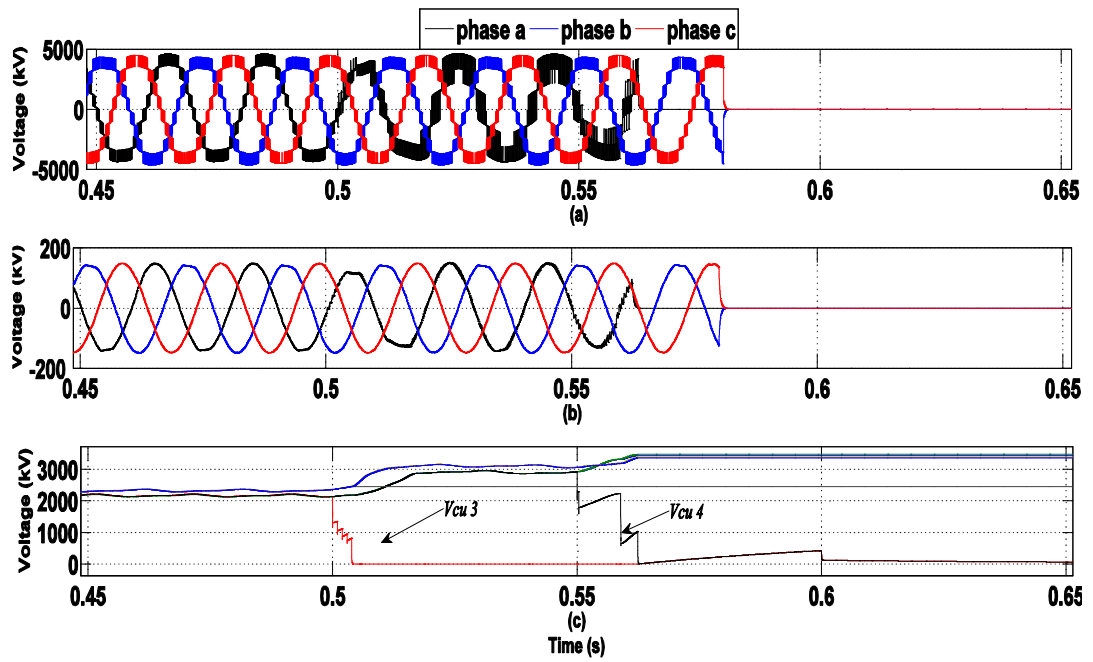 phase a phase b phase c
Voltage (kV)
5000
0
-5000
0.45 0.5 0.55 0.6 0.65
(a)
Voltage (kV)
200
0
-200
0.45 0.5 0.55 0.6 0.65
(b)
Voltage (kV)
3000
2000
1000
0
Vcu 3
Vcu 4
0.45 0.5 0.55 0.6 0.65
(c)
Time (s)